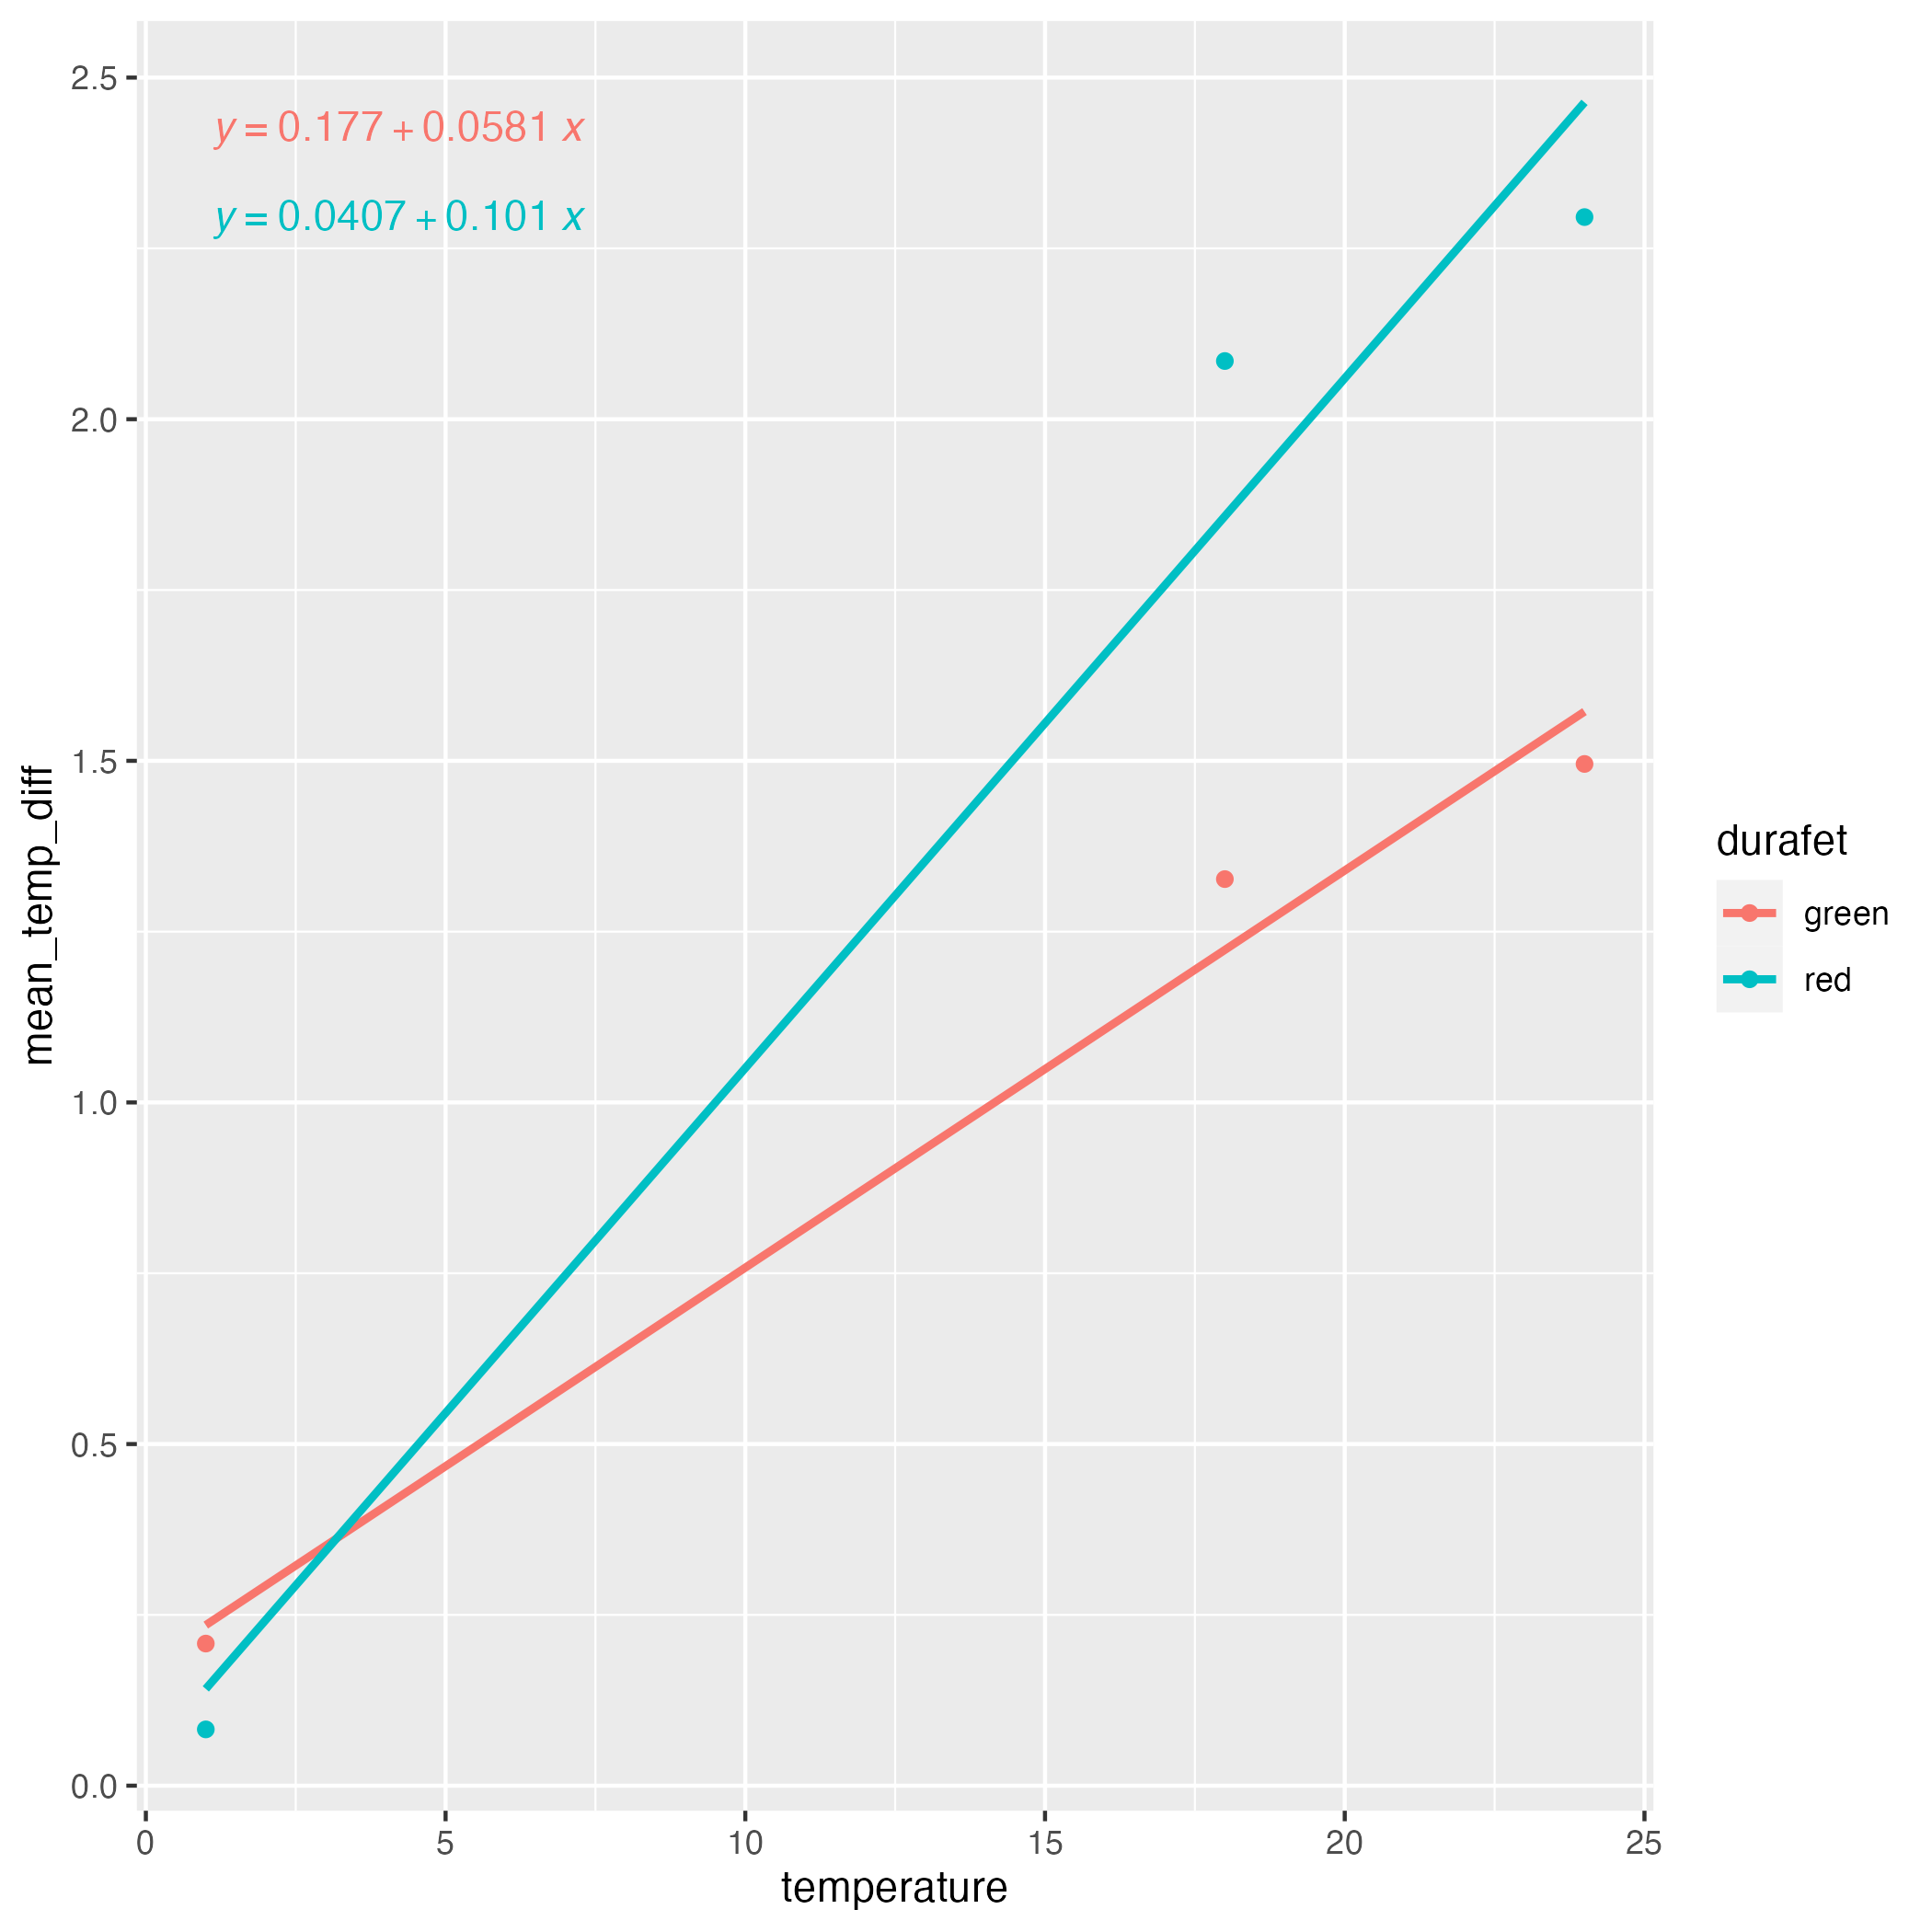 y = 0.177 + 0.0581 x
y = 0.0407 + 0.101 x
2.5
2.0
1.5
1.0
0.5
0.0
mean_temp_diff
0 5 10 15 20 25
temperature
durafet
green
red